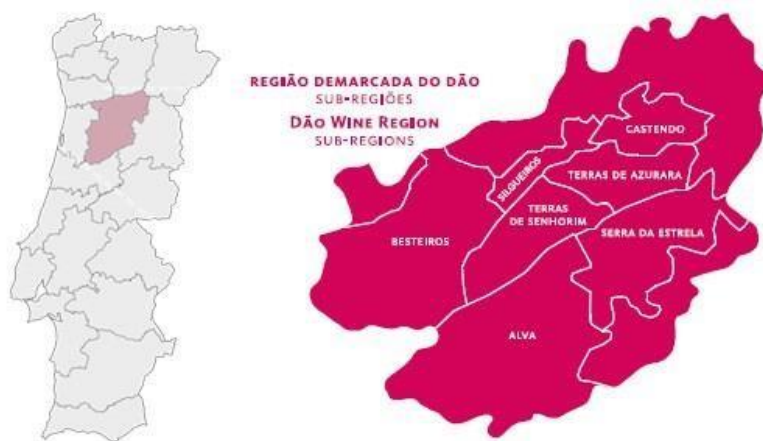 REGIÃO DEMARCADA DO DÃO
SUB-REGIÕES
DÃO WINE REGION
SUB-REGIONS
CASTENDO
SILGUEIROS
TERRAS DE AZURARA
TERRAS
DE SENHORIM
SERRA DA ESTRELA
BESTEIROS
ALVA